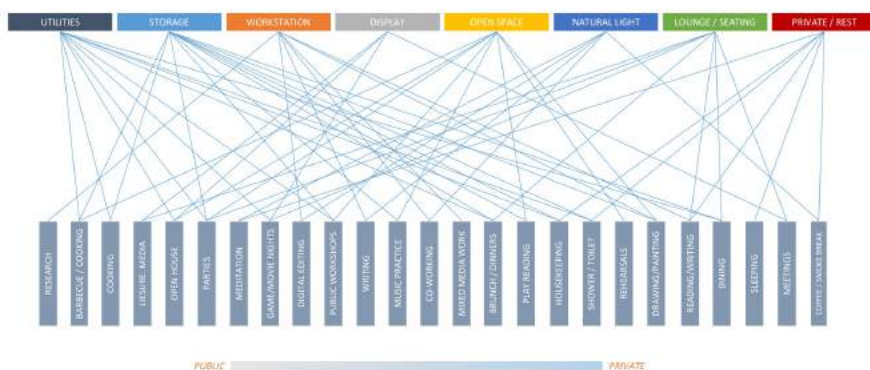 UTILITIES
STORAGE
WORKSTATION
DISPLAY
OPEN SPACE
NATURAL LIGHT
LOUNGE / SEATING
PRIVATE / REST
RESEARCH
BARBECUE / COOKING
COOKING
LIESURE: MEDIA
OPEN HOUSE
PARTIES
MEDITATION
GAME/MOVIE NIGHTS
DIGITAL EDITING
PUBLIC WORKSHOPS
WRITING
MUSIC PRACTICE
CO-WORKING
MIXED MEDIA WORK
BRUNCH / DINNERS
PLAY READING
HOUSEKEEPING
SHOWER / TOILET
REHDARSALS
DRAWING/PAINTING
READING/WRITING
DINING
SLEEPING
MEETINGS
COFFEE / SMOKE BREAK
PUBLIC
PRIVATE